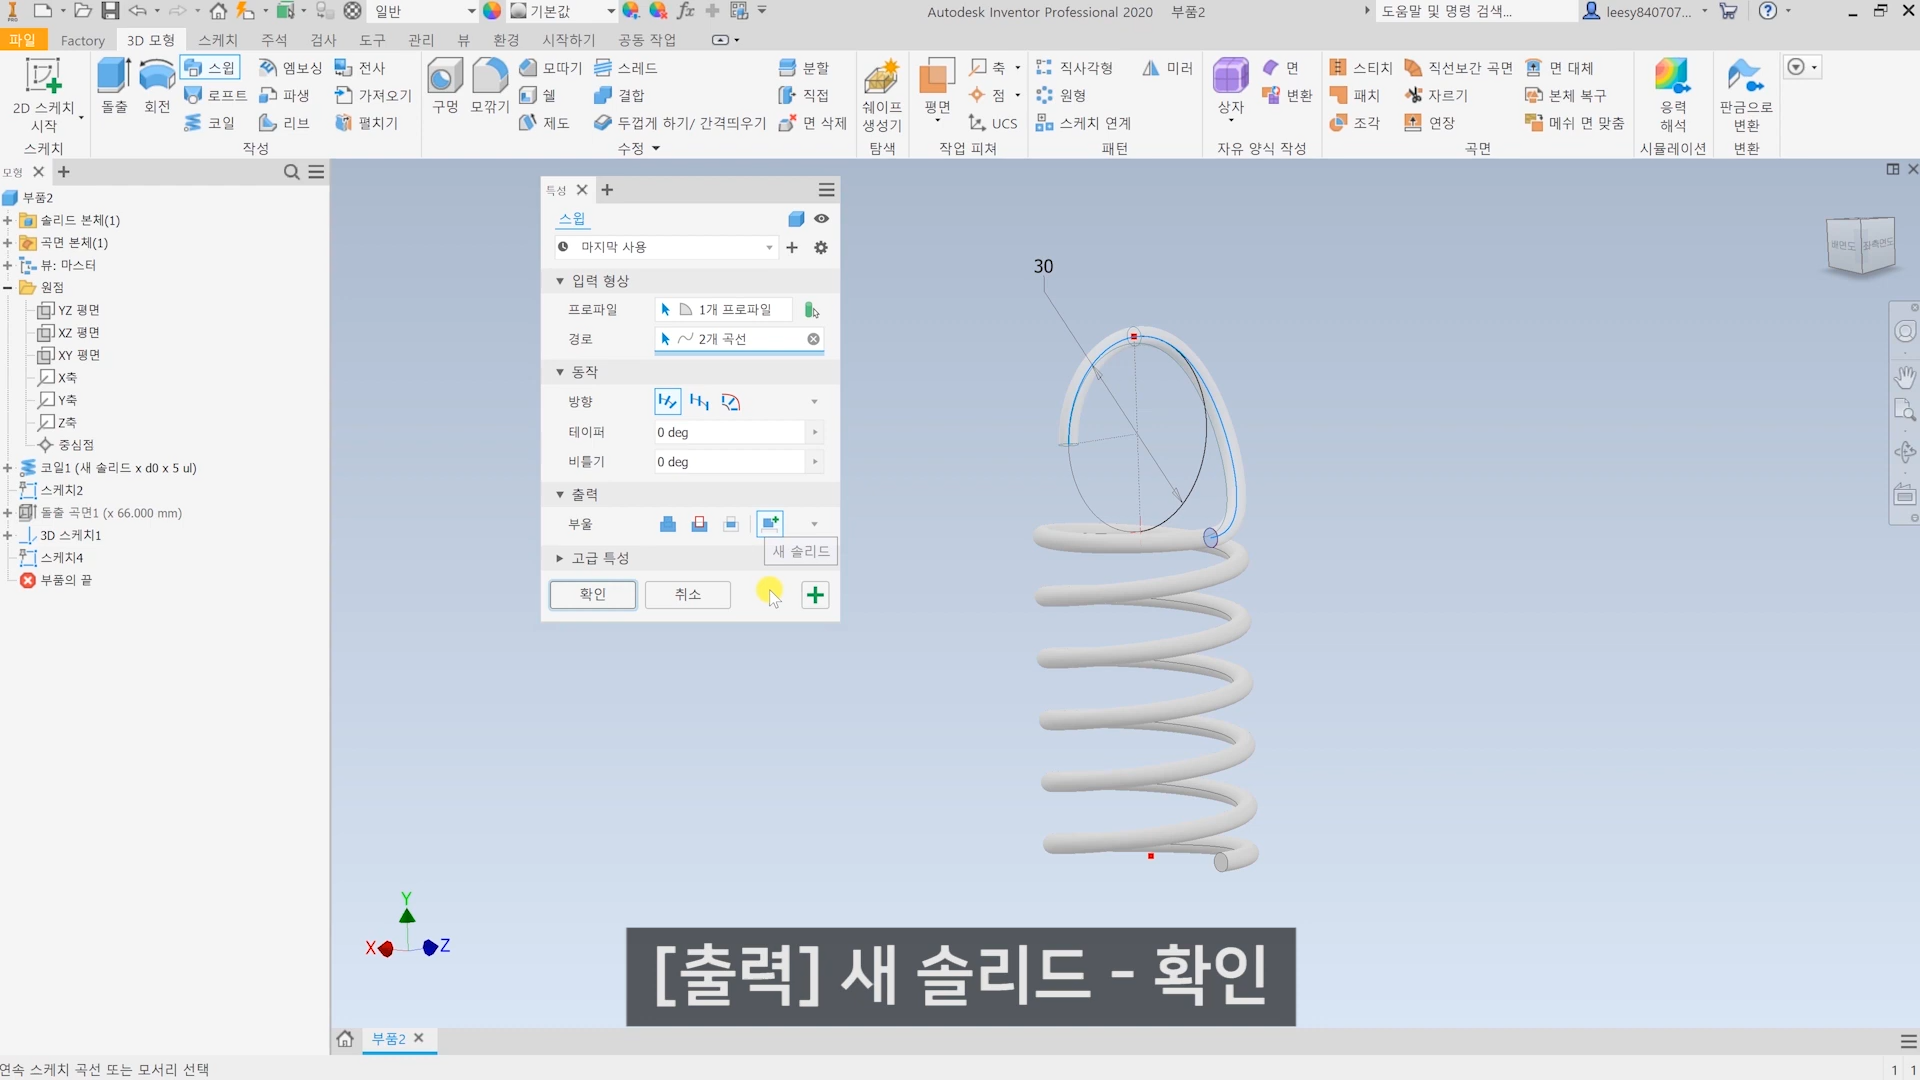 일반
기본값
Autodesk Inventor Professional 2020 부품2
도움말 및 명령 검색...
leesy840707...
파일 Factory 3D 모형 스케치 주석 검사 도구 관리 뷰 환경 시작하기 공동 작업
2D 스케치 시작
스케치
돌출
회전
스윕
로프트
코일
엠보싱
파생
리브
전사
가져오기
펼치기
작성
구멍
모깎기
모따기
쉘
제도
스레드
결합
두껍게 하기/ 간격띄우기
분할
직접
면 삭제
수정
쉐이프 생성기
탐색
평면
축
점
UCS
작업 피쳐
직사각형
원형
스케치 연계
미러
패턴
상자
면
변환
자유 양식 작성
스티치
패치
조각
직선보간 곡면
자르기
연장
면 대체
본체 복구
메쉬 면 맞춤
곡면
응력 해석
시뮬레이션
판금으로 변환
변환
모형
부품2
솔리드 본체(1)
곡면 본체(1)
뷰: 마스터
원점
YZ 평면
XZ 평면
XY 평면
X축
Y축
Z축
중심점
코일1 (새 솔리드 x d0 x 5 ul)
스케치2
돌출 곡면1 (x 66.000 mm)
3D 스케치1
스케치4
부품의 끝
특성
스윕
마지막 사용
입력 형상
프로파일 1개 프로파일
경로 2개 곡선
동작
방향
테이퍼 0 deg
비틀기 0 deg
출력
부울
새 솔리드
고급 특성
확인 취소
30
배면도 좌측면도
Y
X
Z
[출력] 새 솔리드 - 확인
부품2
연속 스케치 곡선 또는 모서리 선택
1 1